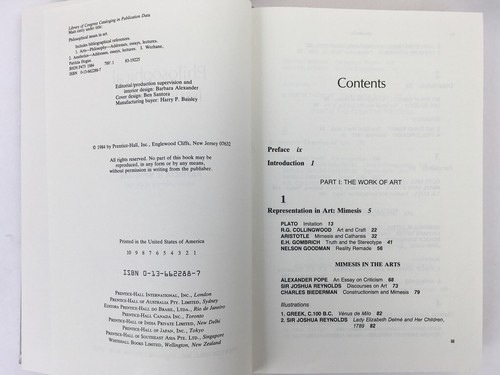 Library of Congress Cataloging in Publication Data
Main entry under title:
Philosophical issues in art.
Includes bibliographical references.
1. Arts—Philosophy—Addresses, essays, lectures.
2. Aesthetics—Addresses, essays, lectures. I. Werhane,
Patricia Hogue.
BH39.P473 1984 700'.1 83-19225
ISBN 0-13-662288-7
Editorial/production supervision and
interior design: Barbara Alexander
Cover design: Ben Santora
Manufacturing buyer: Harry P. Baisley
© 1984 by Prentice-Hall, Inc., Englewood Cliffs, New Jersey 07632
All rights reserved. No part of this book may be
reproduced, in any form or by any means,
without permission in writing from the publisher.
Printed in the United States of America
10 9 8 7 6 5 4 3 2 1
ISBN 0-13-662288-7
PRENTICE-HALL INTERNATIONAL, INC., London
PRENTICE-HALL OF AUSTRALIA PTY. LIMITED, Sydney
EDITORA PRENTICE-HALL DO BRASIL, LTDA., Rio de Janeiro
PRENTICE-HALL CANADA INC., Toronto
PRENTICE-HALL OF INDIA PRIVATE LIMITED, New Delhi
PRENTICE-HALL OF JAPAN, INC., Tokyo
PRENTICE-HALL OF SOUTHEAST ASIA PTE. LTD., Singapore
WHITEHALL BOOKS LIMITED, Wellington, New Zealand
Contents
Preface ix
Introduction 1
PART I: THE WORK OF ART
1
Representation in Art: Mimesis 5
PLATO Imitation 13
R.G. COLLINGWOOD Art and Craft 22
ARISTOTLE Mimesis and Catharsis 32
E.H. GOMBRICH Truth and the Stereotype 41
NELSON GOODMAN Reality Remade 56
MIMESIS IN THE ARTS
ALEXANDER POPE An Essay on Criticism 68
SIR JOSHUA REYNOLDS Discourses on Art 73
CHARLES BIEDERMAN Constructionism and Mimesis 79
Illustrations
1. GREEK, C.100 B.C. Vénus de Milo 82
2. SIR JOSHUA REYNOLDS Lady Elizabeth Delmé and Her Children,
1789 82
iii